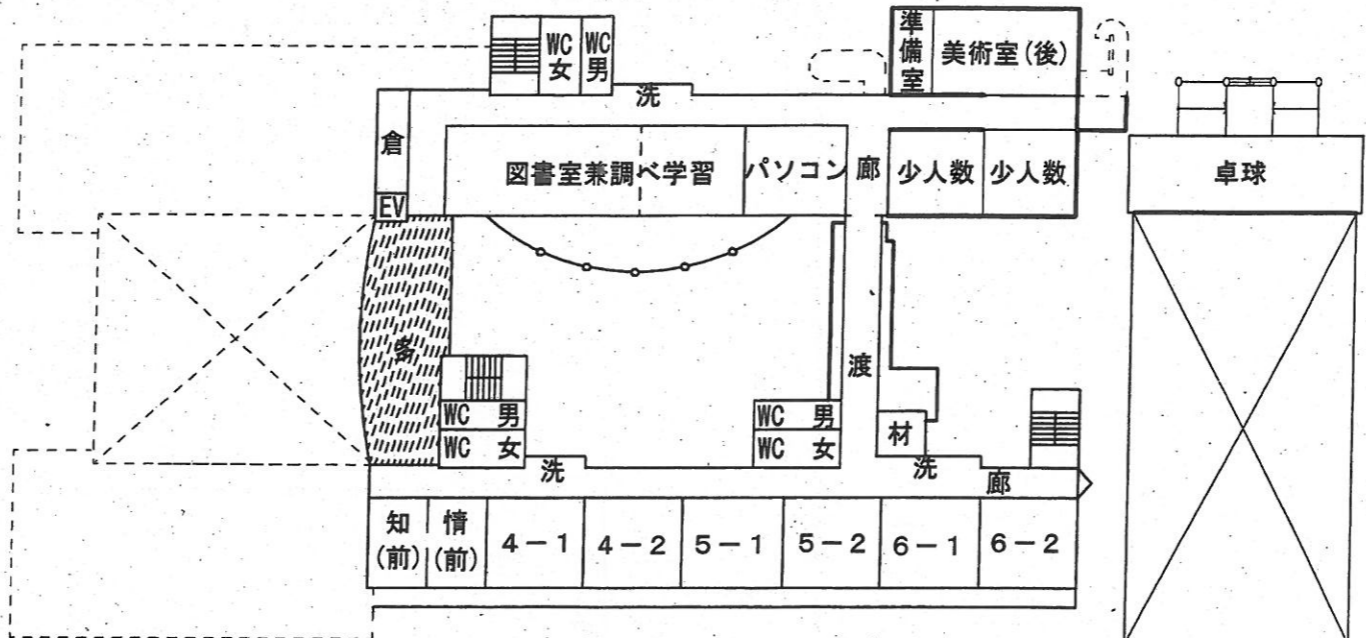 WC女
WC男
準備室
美術室(後)
洗
倉
図書室兼調べ学習
パソコン
廊
少人数
少人数
卓球
EV
多
渡
WC 男
WC 女
WC 男
WC 女
材
洗
洗
廊
知(前)
情(前)
4-1
4-2
5-1
5-2
6-1
6-2